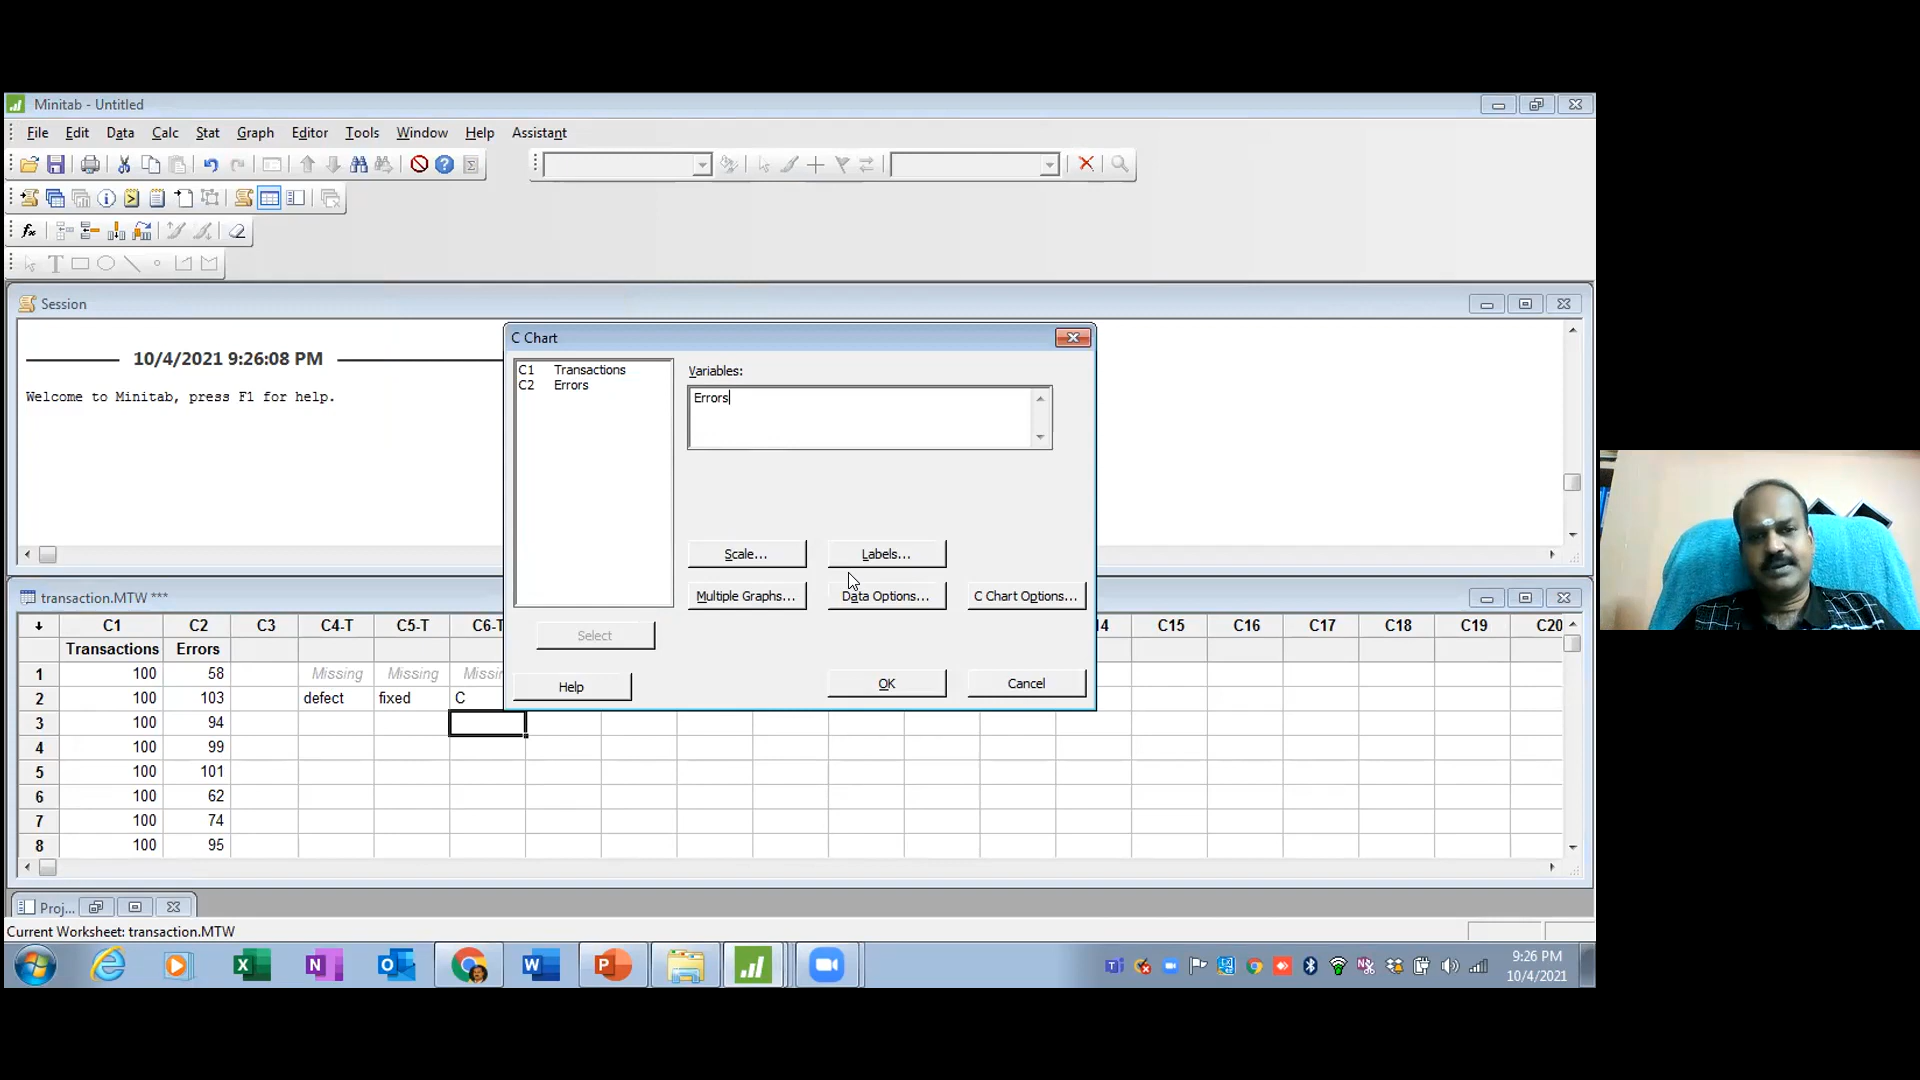 Minitab - Untitled
File Edit Data Calc Stat Graph Editor Tools Window Help Assistant
Session
10/4/2021 9:26:08 PM
Welcome to Minitab, press F1 for help.
C Chart
C1 Transactions
C2 Errors
Variables:
Errors
Scale...
Labels...
Multiple Graphs...
Data Options...
C Chart Options...
Select
Help
OK
Cancel
transaction.MTW ***
C1 C2 C3 C4-T C5-T C6-T 14 C15 C16 C17 C18 C19 C20
Transactions Errors
1 100 58 Missing Missing Missin
2 100 103 defect fixed C
3 100 94
4 100 99
5 100 101
6 100 62
7 100 74
8 100 95
Proj...
Current Worksheet: transaction.MTW
9:26 PM
10/4/2021